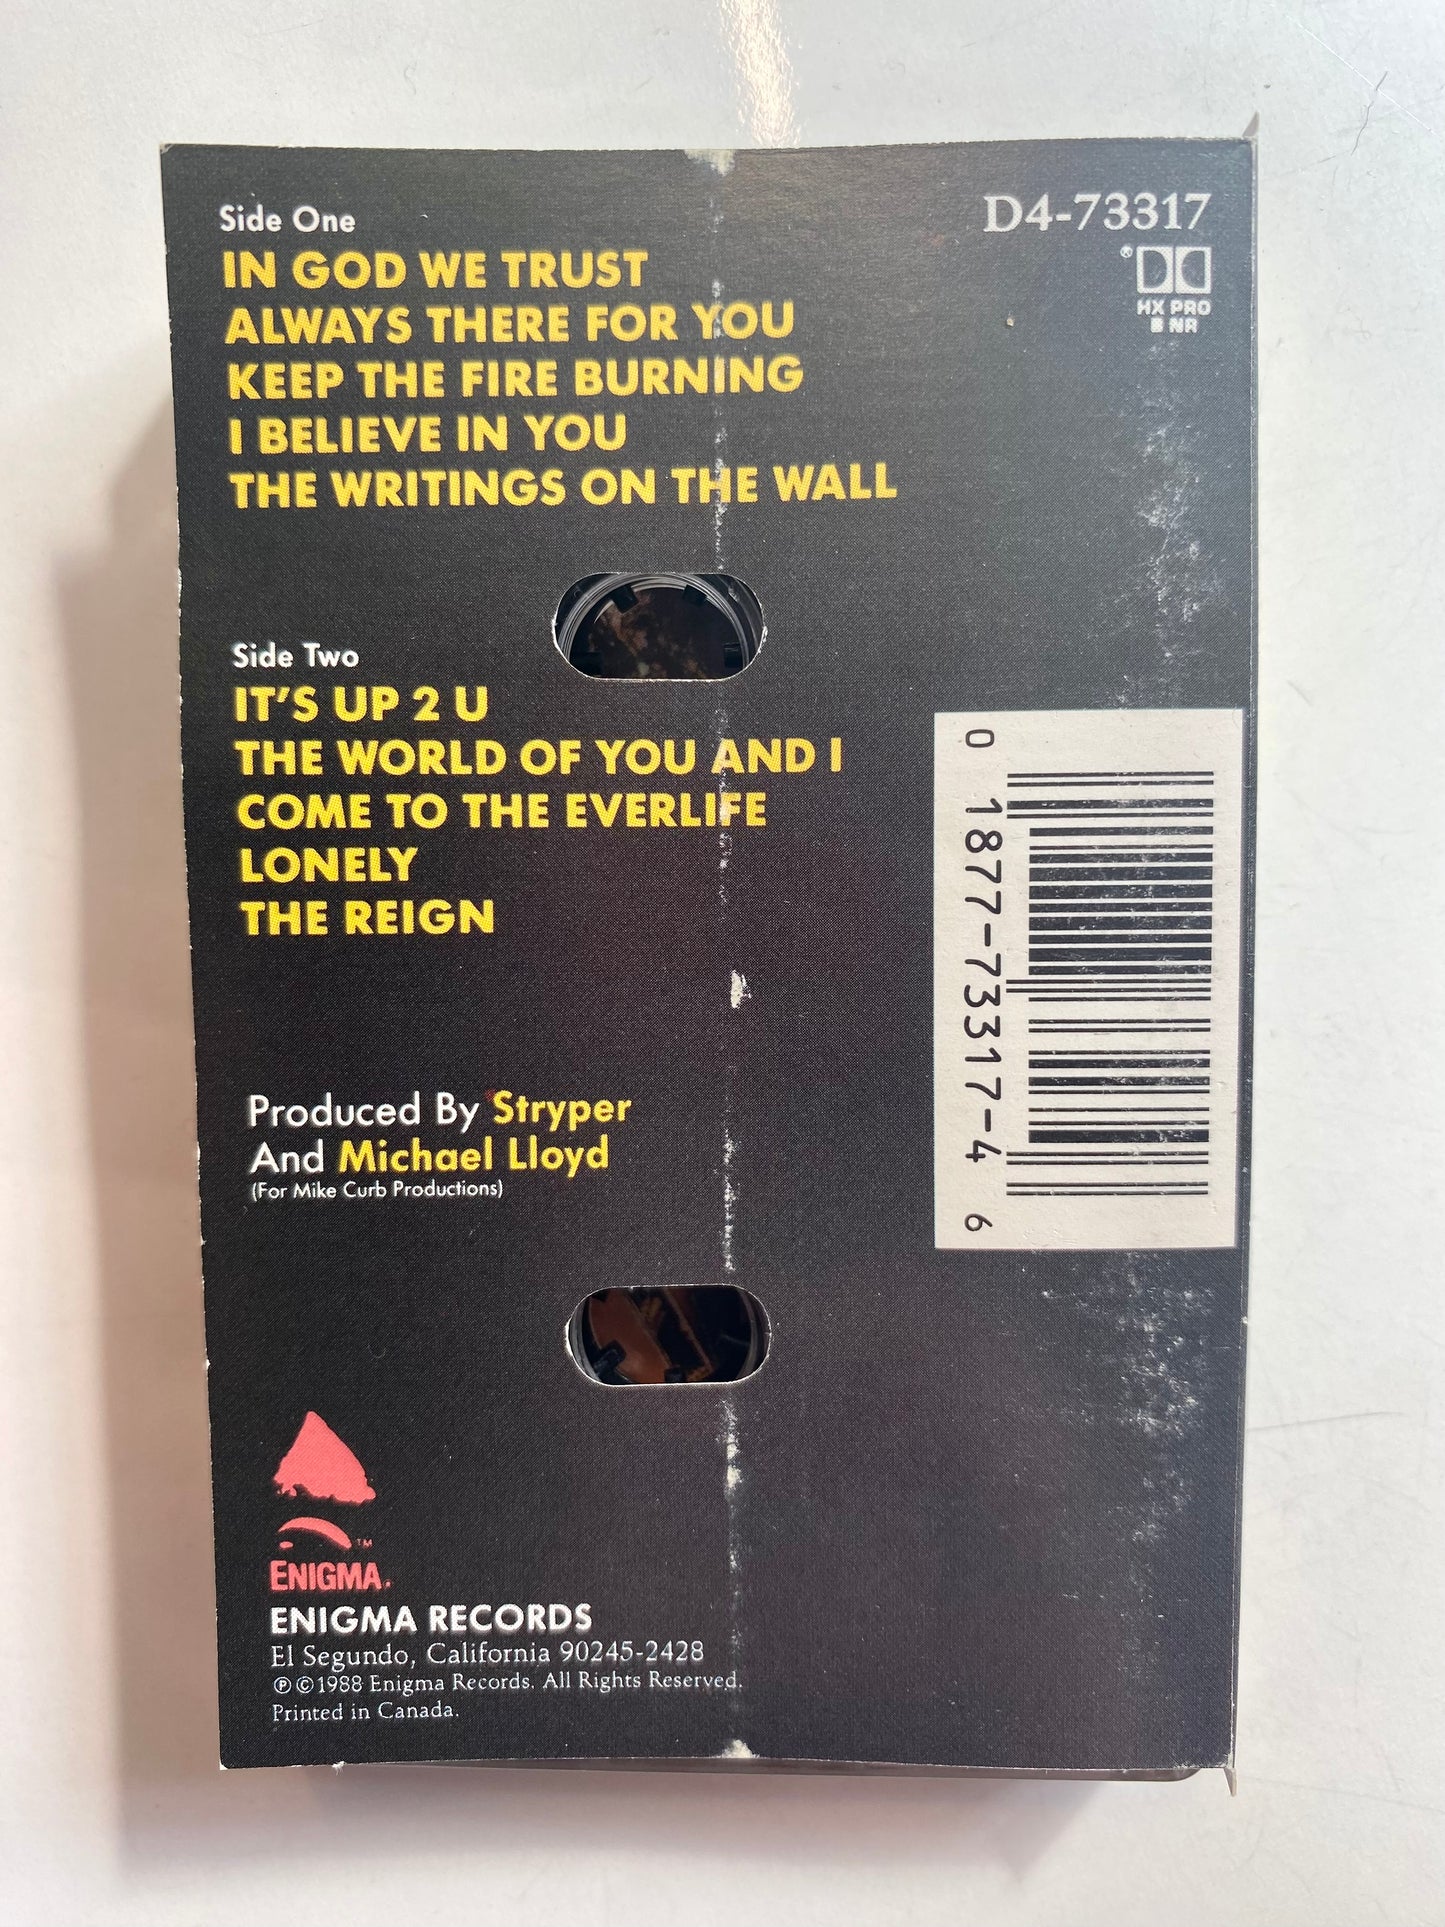 Side One
IN GOD WE TRUST
ALWAYS THERE FOR YOU
KEEP THE FIRE BURNING
I BELIEVE IN YOU
THE WRITINGS ON THE WALL
D4-73317
®
HX PRO
B NR
Side Two
IT'S UP 2 U
THE WORLD OF YOU AND I
COME TO THE EVERLIFE
LONELY
THE REIGN
0 1877-73317-4 6
Produced By Stryper
And Michael Lloyd
(For Mike Curb Productions)
™
ENIGMA.
ENIGMA RECORDS
El Segundo, California 90245-2428
℗©1988 Enigma Records. All Rights Reserved.
Printed in Canada.